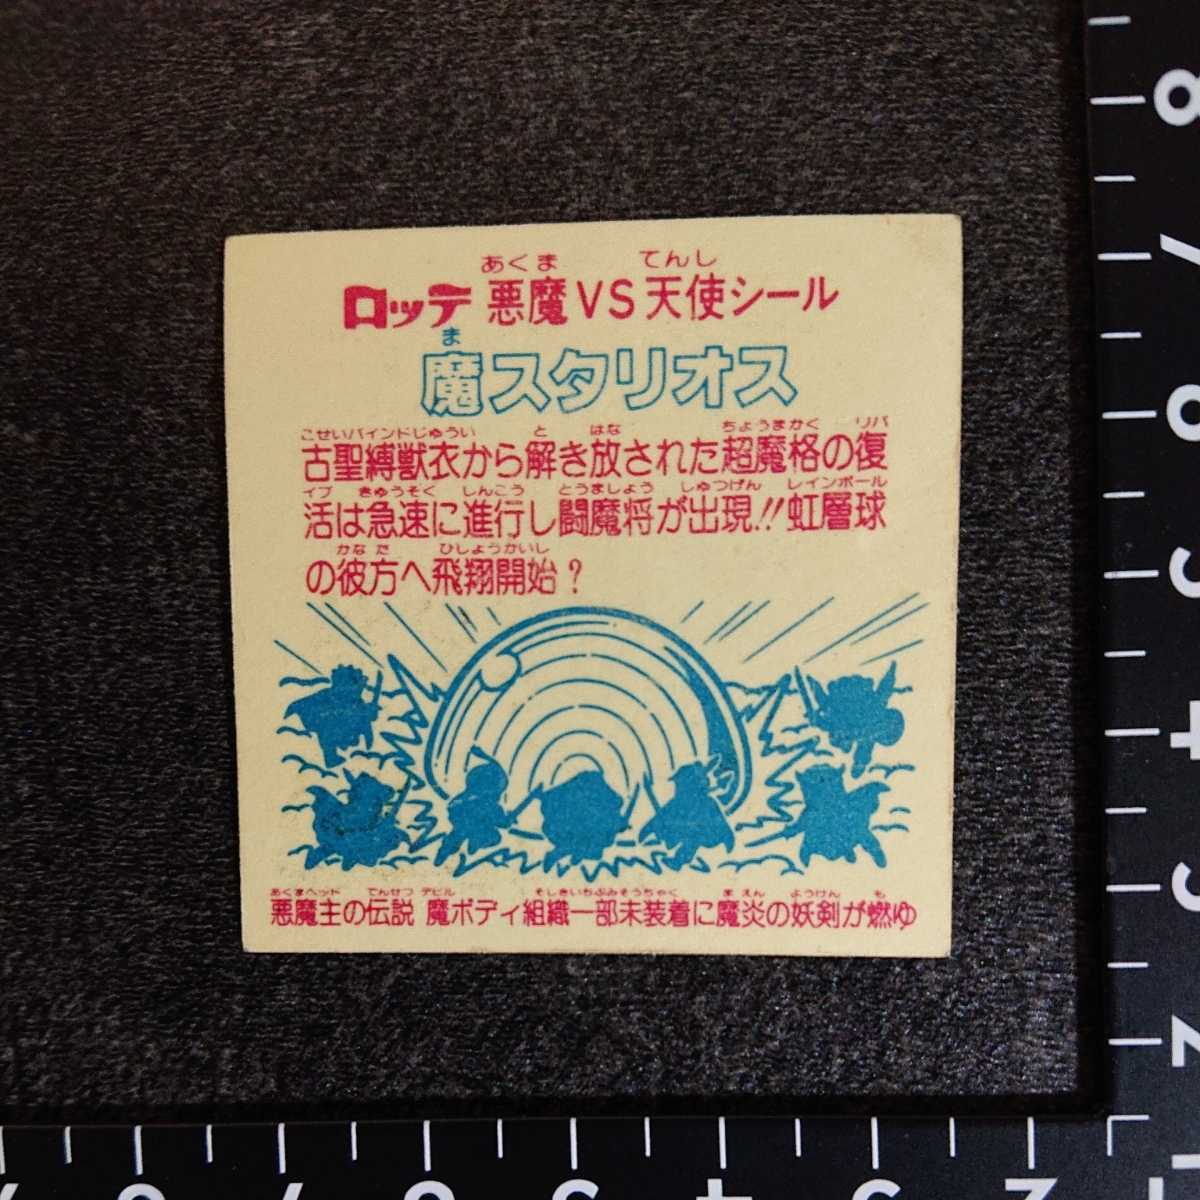 あくま てんし
ロッテ 悪魔VS天使シール
ま
魔スタリオス
こせいバインドじゅうい と はな ちょうまかく リバ
古聖縛獣衣から解き放された超魔格の復
イブ きゅうそく しんこう とうましょう しゅつげん レインボール
活は急速に進行し闘魔将が出現!!虹層球
かなた ひしょうかいし
の彼方へ飛翔開始?
あくまヘッド でんせつ デビル そしきいちぶみそうちゃく まえん ようけん も
悪魔主の伝説 魔ボディ組織一部未装着に魔炎の妖剣が燃ゆ
8
7
6
5
4
3
2
1